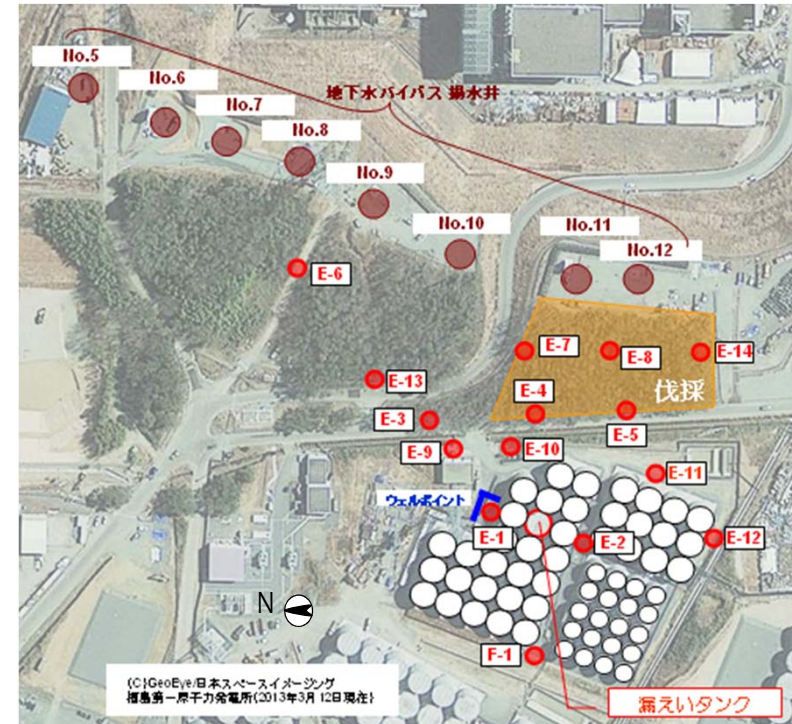 No.5
No.6
No.7
No.8
地下水バイパス 揚水井
No.9
No.10
No.11
No.12
E-6
E-7
E-8
E-14
E-13
伐採
E-4
E-3
E-5
E-9
E-10
E-11
ウェルポイント
E-1
E-2
E-12
N
F-1
(C)GeoEye/日本スペースイメージング
福島第一原子力発電所(2013年3月12日現在)
漏えいタンク